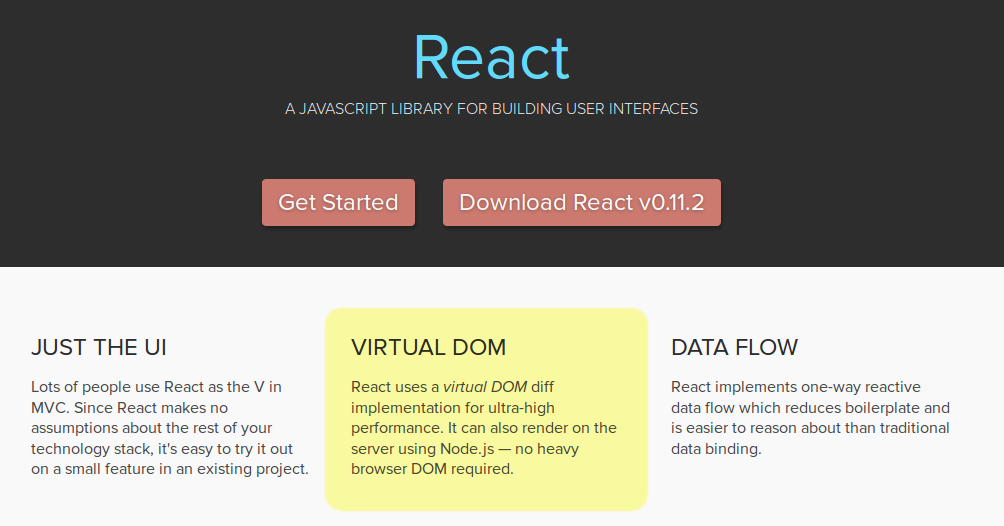 React
A JAVASCRIPT LIBRARY FOR BUILDING USER INTERFACES
Get Started
Download React v0.11.2
JUST THE UI
Lots of people use React as the V in
MVC. Since React makes no
assumptions about the rest of your
technology stack, it's easy to try it out
on a small feature in an existing project.
VIRTUAL DOM
React uses a virtual DOM diff
implementation for ultra-high
performance. It can also render on the
server using Node.js — no heavy
browser DOM required.
DATA FLOW
React implements one-way reactive
data flow which reduces boilerplate and
is easier to reason about than traditional
data binding.